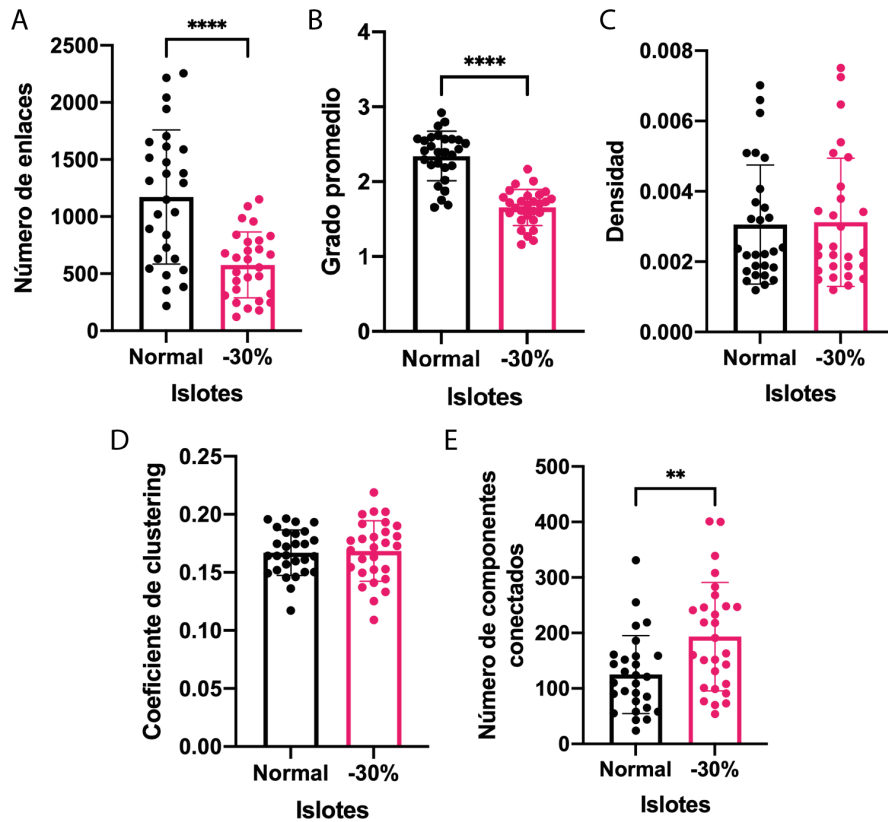 A
Número de enlaces
2500
2000
1500
1000
500
0
****
Normal
-30%
Islotes
B
Grado promedio
4
3
2
1
0
****
Normal
-30%
Islotes
C
Densidad
0.008
0.006
0.004
0.002
0.000
Normal
-30%
Islotes
D
Coeficiente de clustering
0.25
0.20
0.15
0.10
0.05
0.00
Normal
-30%
Islotes
E
Número de componentes
conectados
500
400
300
200
100
0
**
Normal
-30%
Islotes